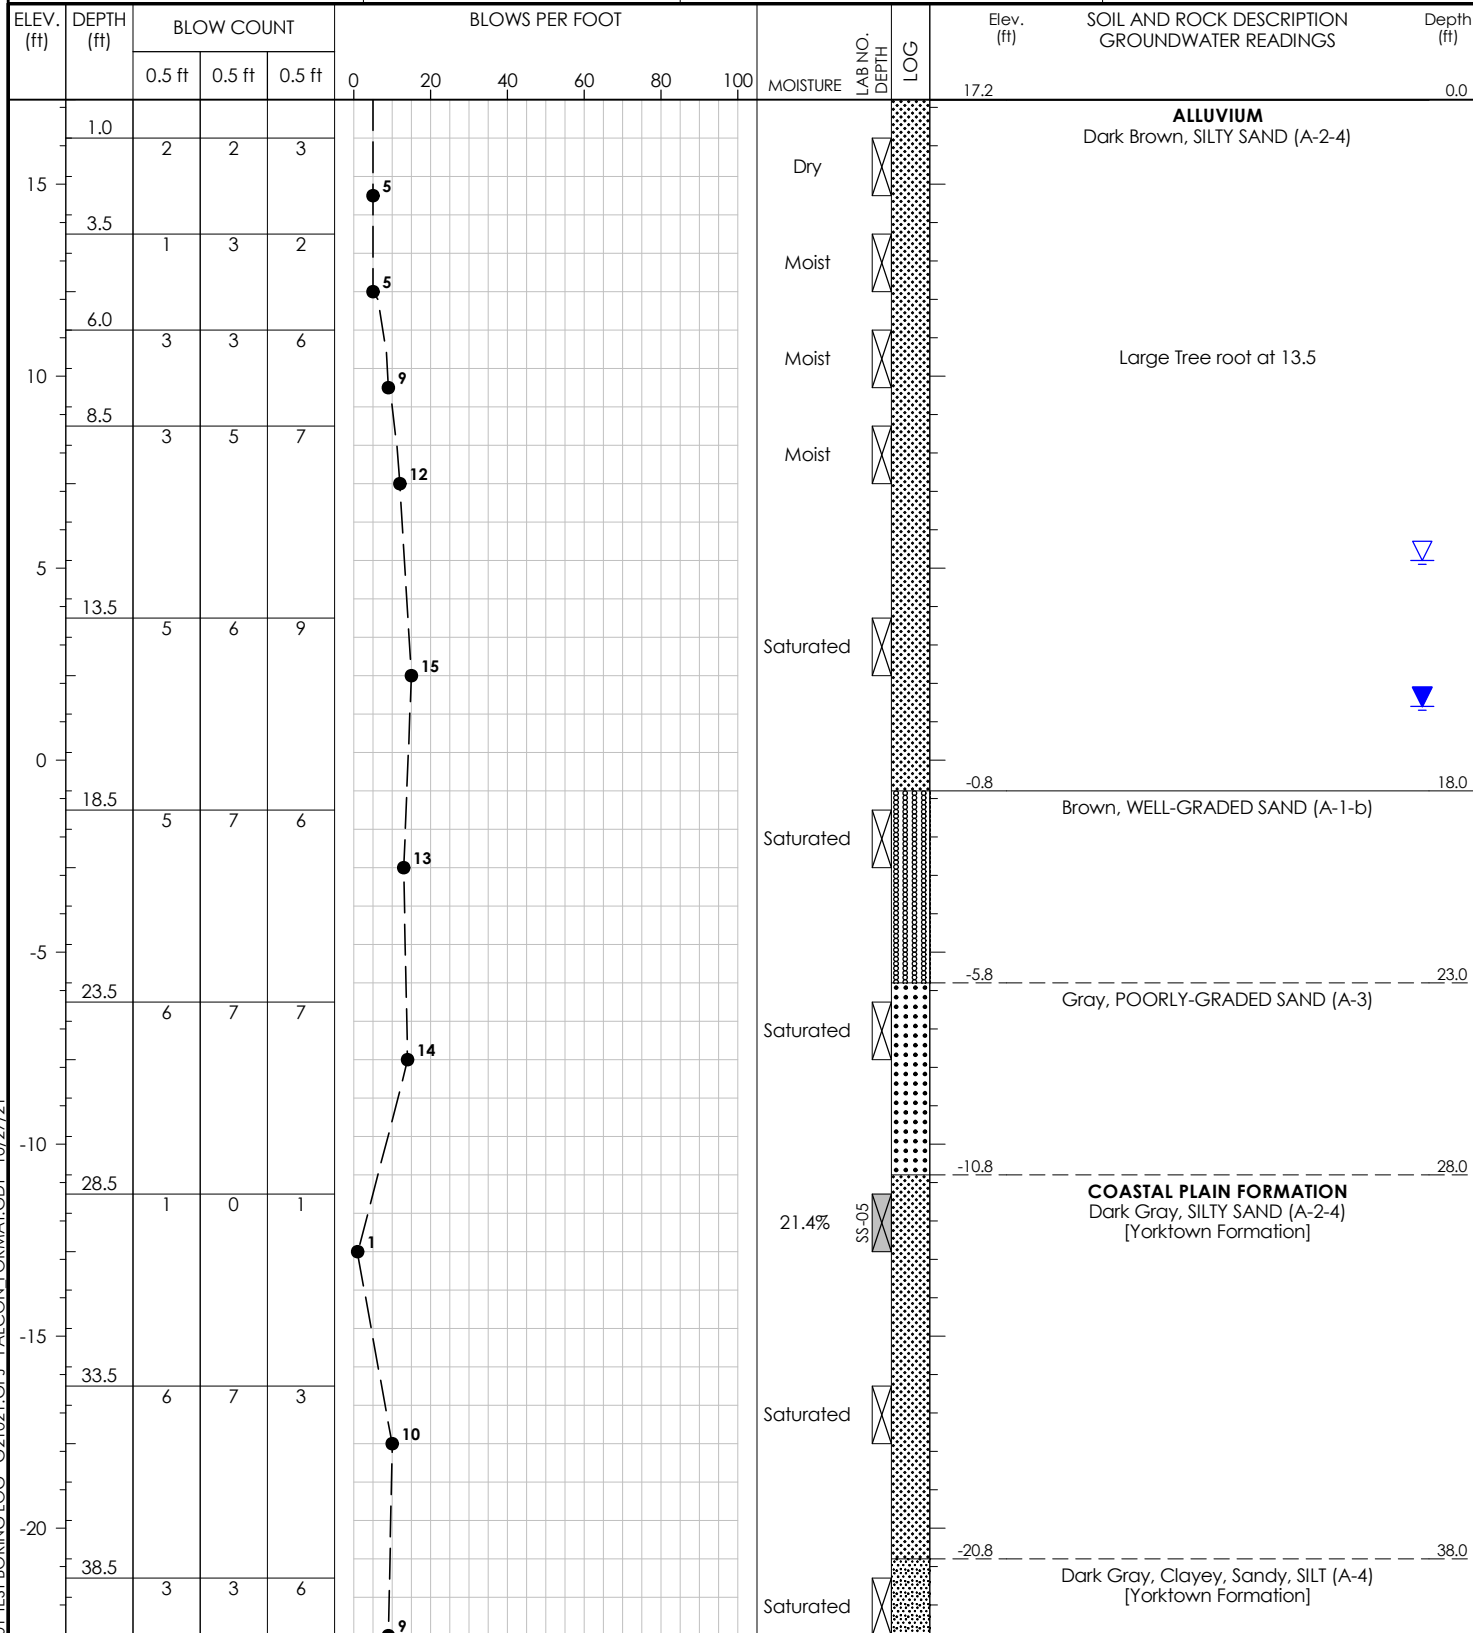 ELEV. (ft) DEPTH (ft) BLOW COUNT BLOWS PER FOOT MOISTURE LAB NO. DEPTH LOG Elev. (ft) SOIL AND ROCK DESCRIPTION GROUNDWATER READINGS Depth (ft)
0.5 ft 0.5 ft 0.5 ft 0 20 40 60 80 100
17.2 0.0
ALLUVIUM
1.0 Dark Brown, SILTY SAND (A-2-4)
2 2 3
Dry
15 5
3.5
1 3 2
Moist
5
6.0
3 3 6
Moist Large Tree root at 13.5
10 9
8.5
3 5 7
Moist
12
5
13.5
5 6 9
Saturated
15
0
-0.8 18.0
18.5 Brown, WELL-GRADED SAND (A-1-b)
5 7 6
Saturated
13
-5
-5.8 23.0
23.5 Gray, POORLY-GRADED SAND (A-3)
6 7 7
Saturated
14
-10
-10.8 28.0
28.5 COASTAL PLAIN FORMATION
1 0 1 Dark Gray, SILTY SAND (A-2-4)
21.4% SS-05 [Yorktown Formation]
1
-15
33.5
6 7 3
Saturated
10
-20
-20.8 38.0
38.5 Dark Gray, Clayey, Sandy, SILT (A-4)
3 3 6 [Yorktown Formation]
Saturated
9